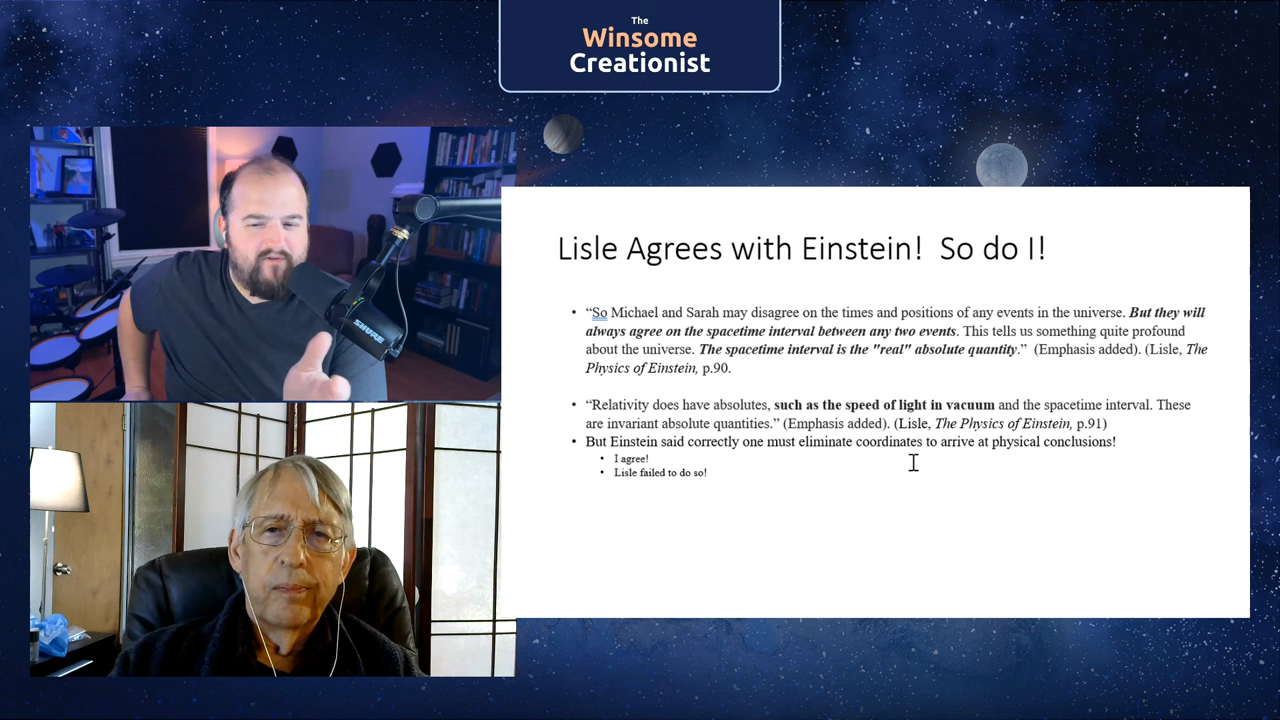 The
Winsome
Creationist
SHURE
Lisle Agrees with Einstein!  So do I!
• “So Michael and Sarah may disagree on the times and positions of any events in the universe. But they will
always agree on the spacetime interval between any two events. This tells us something quite profound
about the universe. The spacetime interval is the "real" absolute quantity.”  (Emphasis added). (Lisle, The
Physics of Einstein, p.90.
• “Relativity does have absolutes, such as the speed of light in vacuum and the spacetime interval. These
are invariant absolute quantities.” (Emphasis added). (Lisle, The Physics of Einstein, p.91)
• But Einstein said correctly one must eliminate coordinates to arrive at physical conclusions!
• I agree!
• Lisle failed to do so!